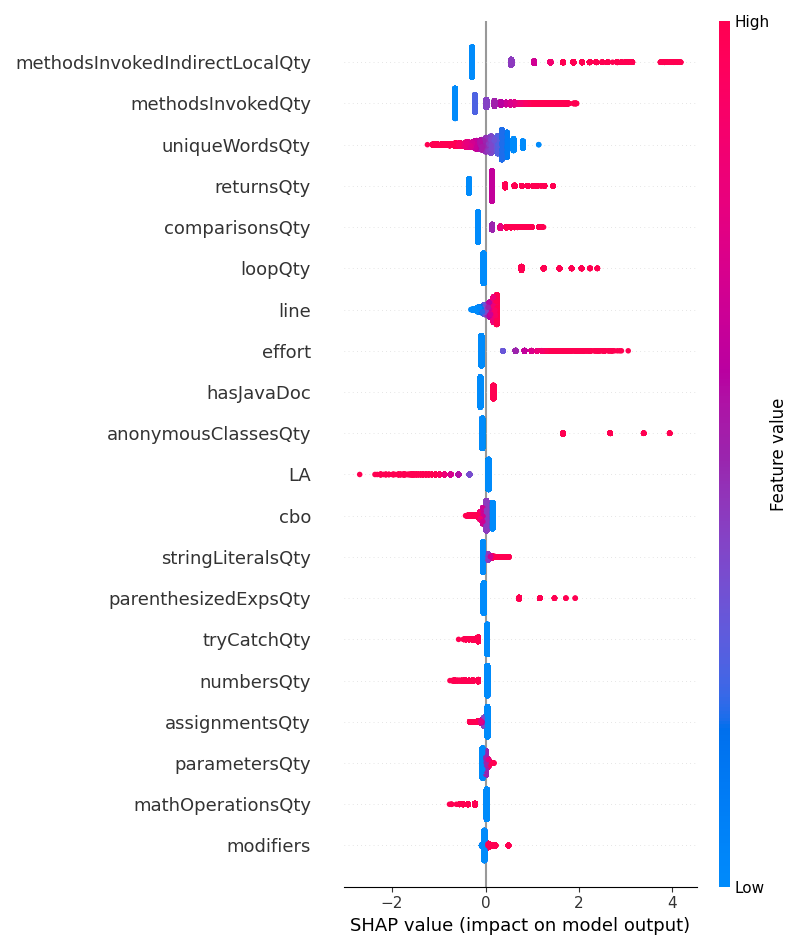 High
methodsInvokedIndirectLocalQty
methodsInvokedQty
uniqueWordsQty
returnsQty
comparisonsQty
loopQty
line
effort
hasJavaDoc
anonymousClassesQty
LA
cbo
stringLiteralsQty
parenthesizedExpsQty
tryCatchQty
numbersQty
assignmentsQty
parametersQty
mathOperationsQty
modifiers
Feature value
Low
−2 0 2 4
SHAP value (impact on model output)